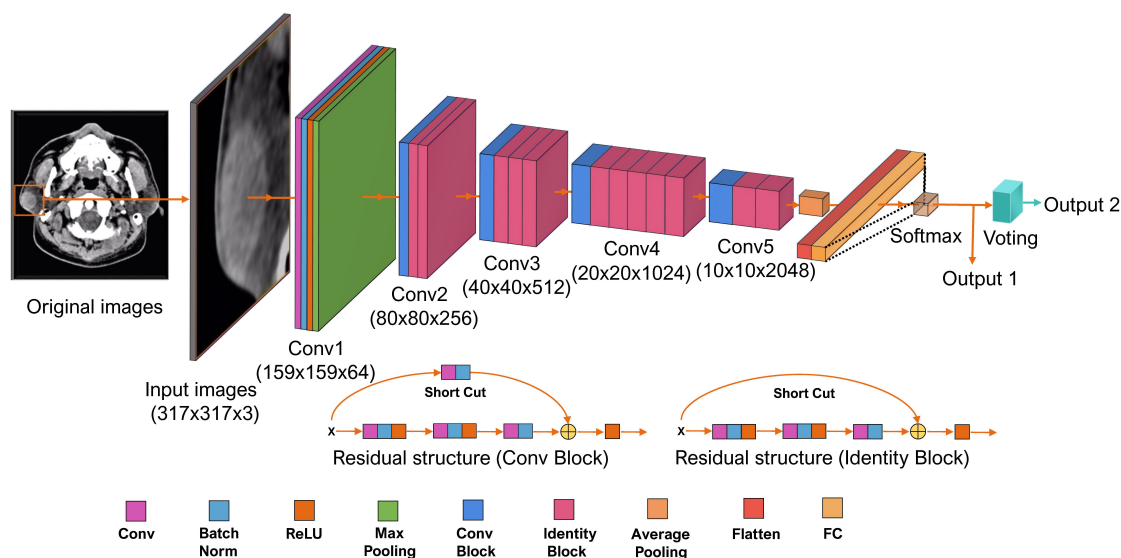 Original images
Input images
(317x317x3)
Conv1
(159x159x64)
Conv2
(80x80x256)
Conv3
(40x40x512)
Conv4
(20x20x1024)
Conv5
(10x10x2048)
Softmax
Output 1
Voting
Output 2
Short Cut
x
Residual structure (Conv Block)
Short Cut
x
Residual structure (Identity Block)
Conv
Batch
Norm
ReLU
Max
Pooling
Conv
Block
Identity
Block
Average
Pooling
Flatten
FC